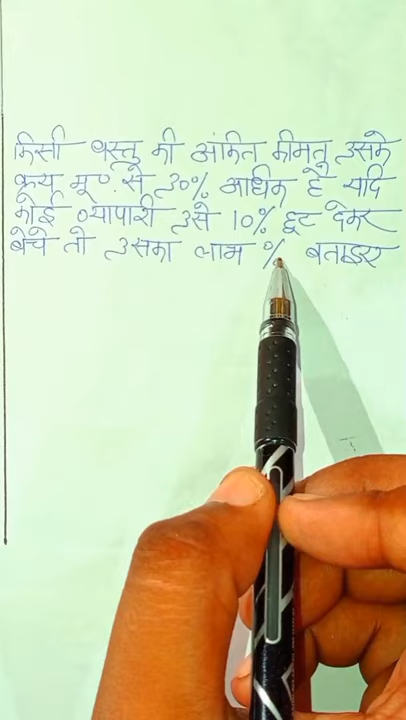 किसी वस्तु की अंकित कीमत उसके
क्रय मू०. से 30% अधिक है यदि
कोई व्यापारी उसे 10% छूट देकर
बेचे तो उसका लाभ % बताइए